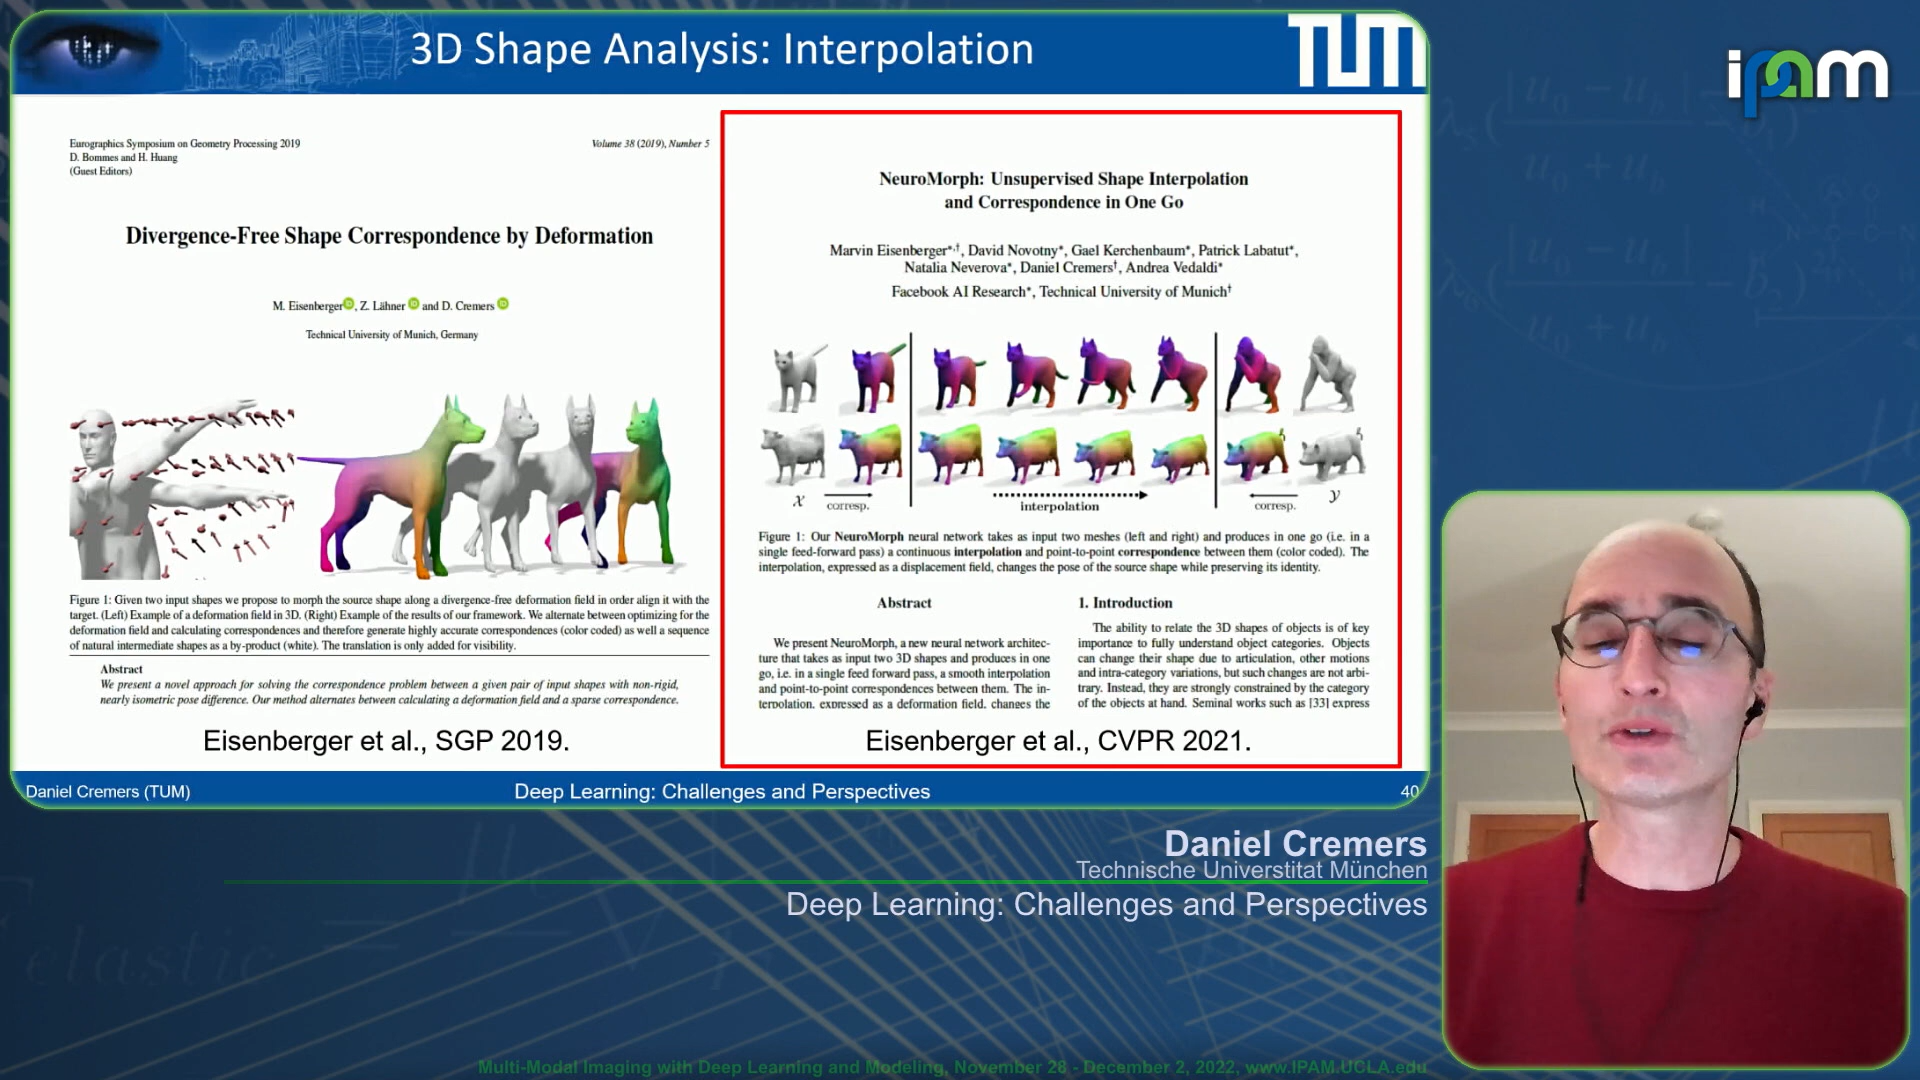 3D Shape Analysis: Interpolation
TUM
ipam
Eurographics Symposium on Geometry Processing 2019
D. Bommes and H. Huang
(Guest Editors)
Volume 38 (2019), Number 5
Divergence-Free Shape Correspondence by Deformation
M. Eisenberger, Z. Lähner and D. Cremers
Technical University of Munich, Germany
Figure 1: Given two input shapes we propose to morph the source shape along a divergence-free deformation field in order align it with the
target. (Left) Example of a deformation field in 3D. (Right) Example of the results of our framework. We alternate between optimizing for the
deformation field and calculating correspondences and therefore generate highly accurate correspondences (color coded) as well a sequence
of natural intermediate shapes as a by-product (white). The translation is only added for visibility.
Abstract
We present a novel approach for solving the correspondence problem between a given pair of input shapes with non-rigid,
nearly isometric pose difference. Our method alternates between calculating a deformation field and a sparse correspondence.
Eisenberger et al., SGP 2019.
NeuroMorph: Unsupervised Shape Interpolation
and Correspondence in One Go
Marvin Eisenberger*,†, David Novotny*, Gael Kerchenbaum*, Patrick Labatut*,
Natalia Neverova*, Daniel Cremers†, Andrea Vedaldi*
Facebook AI Research*, Technical University of Munich†
X corresp. interpolation corresp. Y
Figure 1: Our NeuroMorph neural network takes as input two meshes (left and right) and produces in one go (i.e. in a
single feed-forward pass) a continuous interpolation and point-to-point correspondence between them (color coded). The
interpolation, expressed as a displacement field, changes the pose of the source shape while preserving its identity.
Abstract
We present NeuroMorph, a new neural network architec-
ture that takes as input two 3D shapes and produces in one
go, i.e. in a single feed forward pass, a smooth interpolation
and point-to-point correspondences between them. The in-
terpolation, expressed as a deformation field, changes the
1. Introduction
The ability to relate the 3D shapes of objects is of key
importance to fully understand object categories. Objects
can change their shape due to articulation, other motions
and intra-category variations, but such changes are not arbi-
trary. Instead, they are strongly constrained by the category
of the objects at hand. Seminal works such as [33] express
Eisenberger et al., CVPR 2021.
Daniel Cremers (TUM)
Deep Learning: Challenges and Perspectives
40
Daniel Cremers
Technische Universtitat München
Deep Learning: Challenges and Perspectives
elastic
Multi-Modal Imaging with Deep Learning and Modeling, November 28 - December 2, 2022, www.IPAM.UCLA.edu